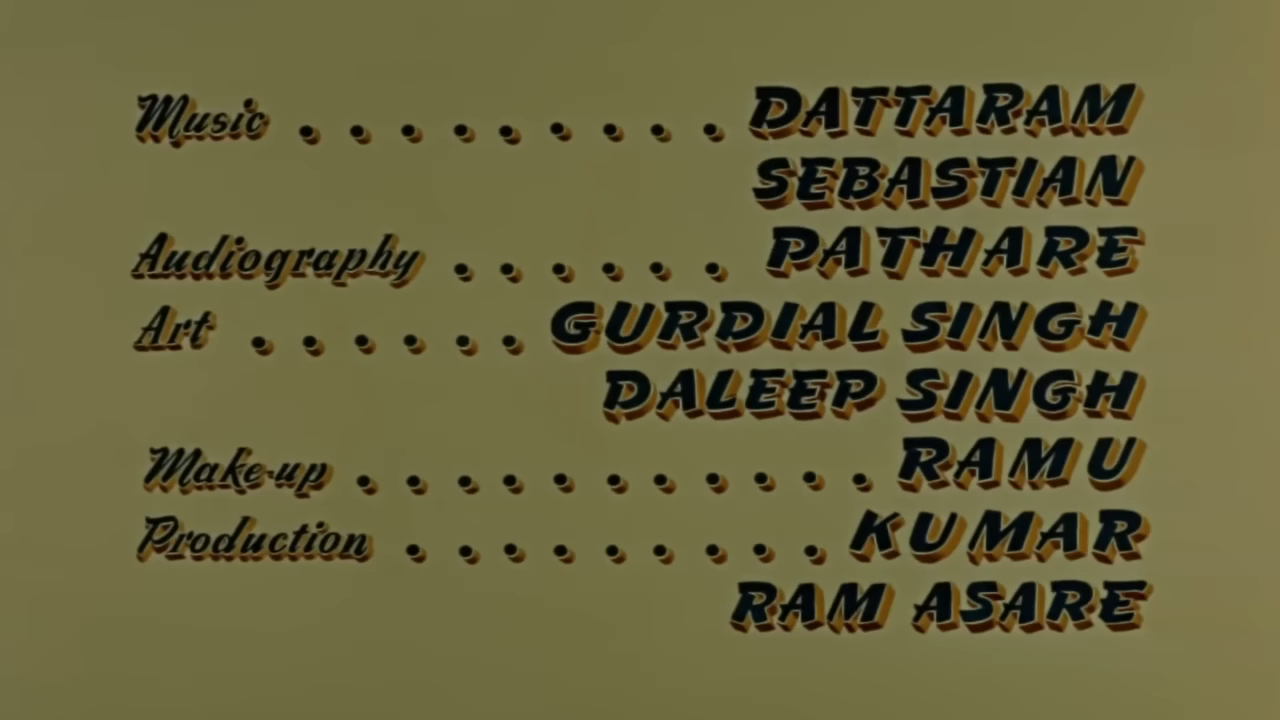 Music . . . . . . . . . DATTARAM
SEBASTIAN
Audiography . . . . . . PATHARE
Art . . . . . . GURDIAL SINGH
DALEEP SINGH
Make-up . . . . . . . . . . . RAMU
Production . . . . . . . . . KUMAR
RAM ASARE